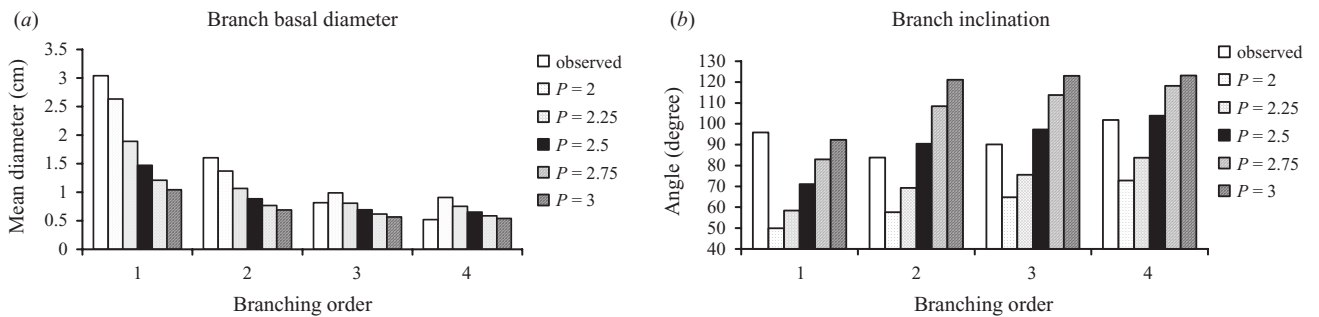 (a) Branch basal diameter
Mean diameter (cm)
3.5
3
2.5
2
1.5
1
0.5
0
1 2 3 4
Branching order
observed
P = 2
P = 2.25
P = 2.5
P = 2.75
P = 3
(b) Branch inclination
Angle (degree)
130
120
110
100
90
80
70
60
50
40
1 2 3 4
Branching order
observed
P = 2
P = 2.25
P = 2.5
P = 2.75
P = 3